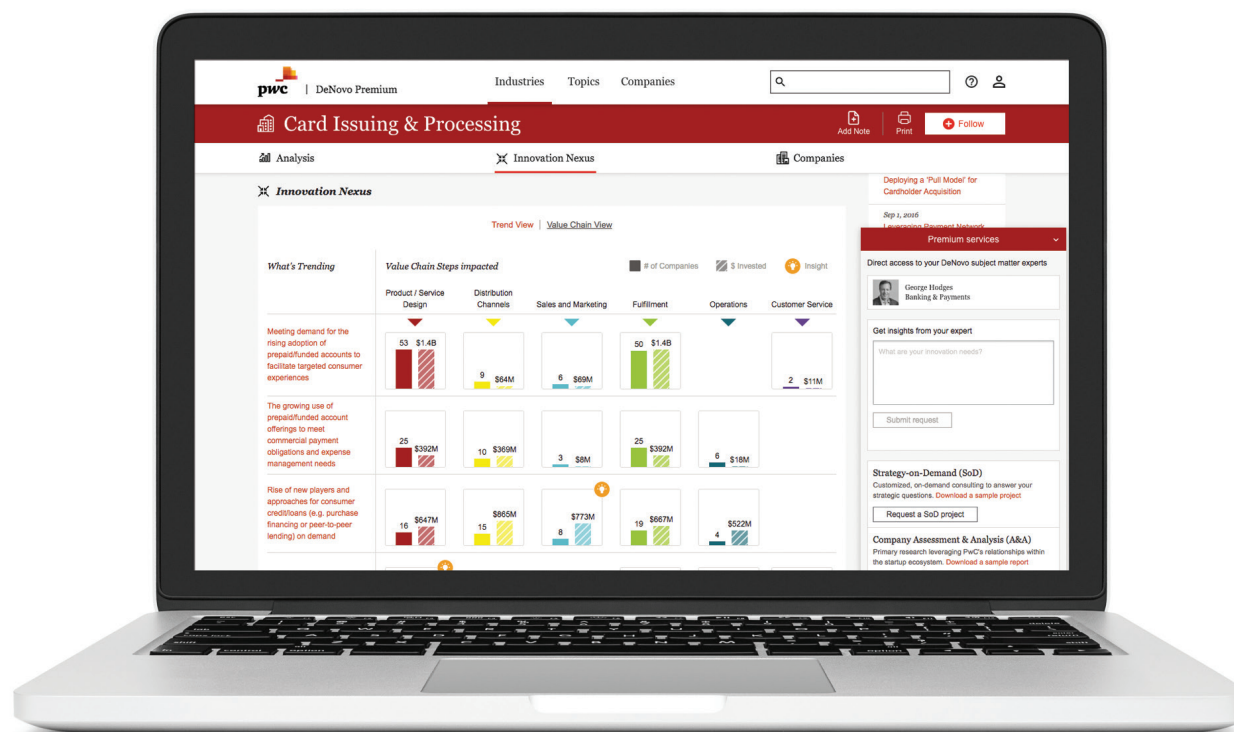 pwc | DeNovo Premium
Industries Topics Companies
Card Issuing & Processing
Add Note
Print
Follow
Analysis
Innovation Nexus
Companies
Innovation Nexus
Trend View | Value Chain View
What's Trending
Value Chain Steps impacted
# of Companies
$ Invested
Insight
Product / Service
Design
Distribution
Channels
Sales and Marketing
Fulfillment
Operations
Customer Service
Meeting demand for the
rising adoption of
prepaid/funded accounts to
facilitate targeted consumer
experiences
53 $1.4B
9 $64M
6 $69M
50 $1.4B
2 $11M
The growing use of
prepaid/funded account
offerings to meet
commercial payment
obligations and expense
management needs
25 $392M
10 $369M
3 $8M
25 $392M
6 $18M
Rise of new players and
approaches for consumer
credit/loans (e.g. purchase
financing or peer-to-peer
lending) on demand
16 $647M
15 $865M
8 $773M
19 $667M
4 $522M
Deploying a 'Pull Model' for
Cardholder Acquisition
Sep 1, 2016
Leveraging Payment Network
Premium services
Direct access to your DeNovo subject matter experts
George Hodges
Banking & Payments
Get insights from your expert
What are your innovation needs?
Submit request
Strategy-on-Demand (SoD)
Customized, on-demand consulting to answer your
strategic questions. Download a sample project
Request a SoD project
Company Assessment & Analysis (A&A)
Primary research leveraging PwC's relationships within
the startup ecosystem. Download a sample report
control
option
option